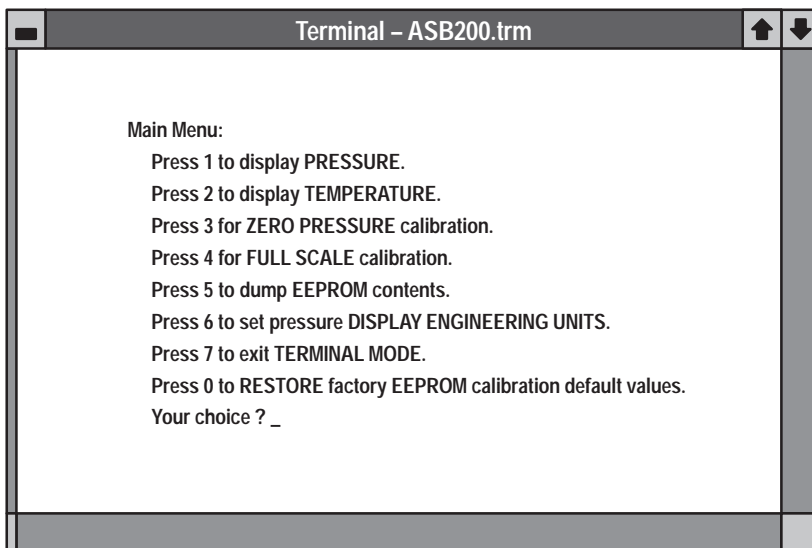 Terminal – ASB200.trm
Main Menu:
Press 1 to display PRESSURE.
Press 2 to display TEMPERATURE.
Press 3 for ZERO PRESSURE calibration.
Press 4 for FULL SCALE calibration.
Press 5 to dump EEPROM contents.
Press 6 to set pressure DISPLAY ENGINEERING UNITS.
Press 7 to exit TERMINAL MODE.
Press 0 to RESTORE factory EEPROM calibration default values.
Your choice ? _